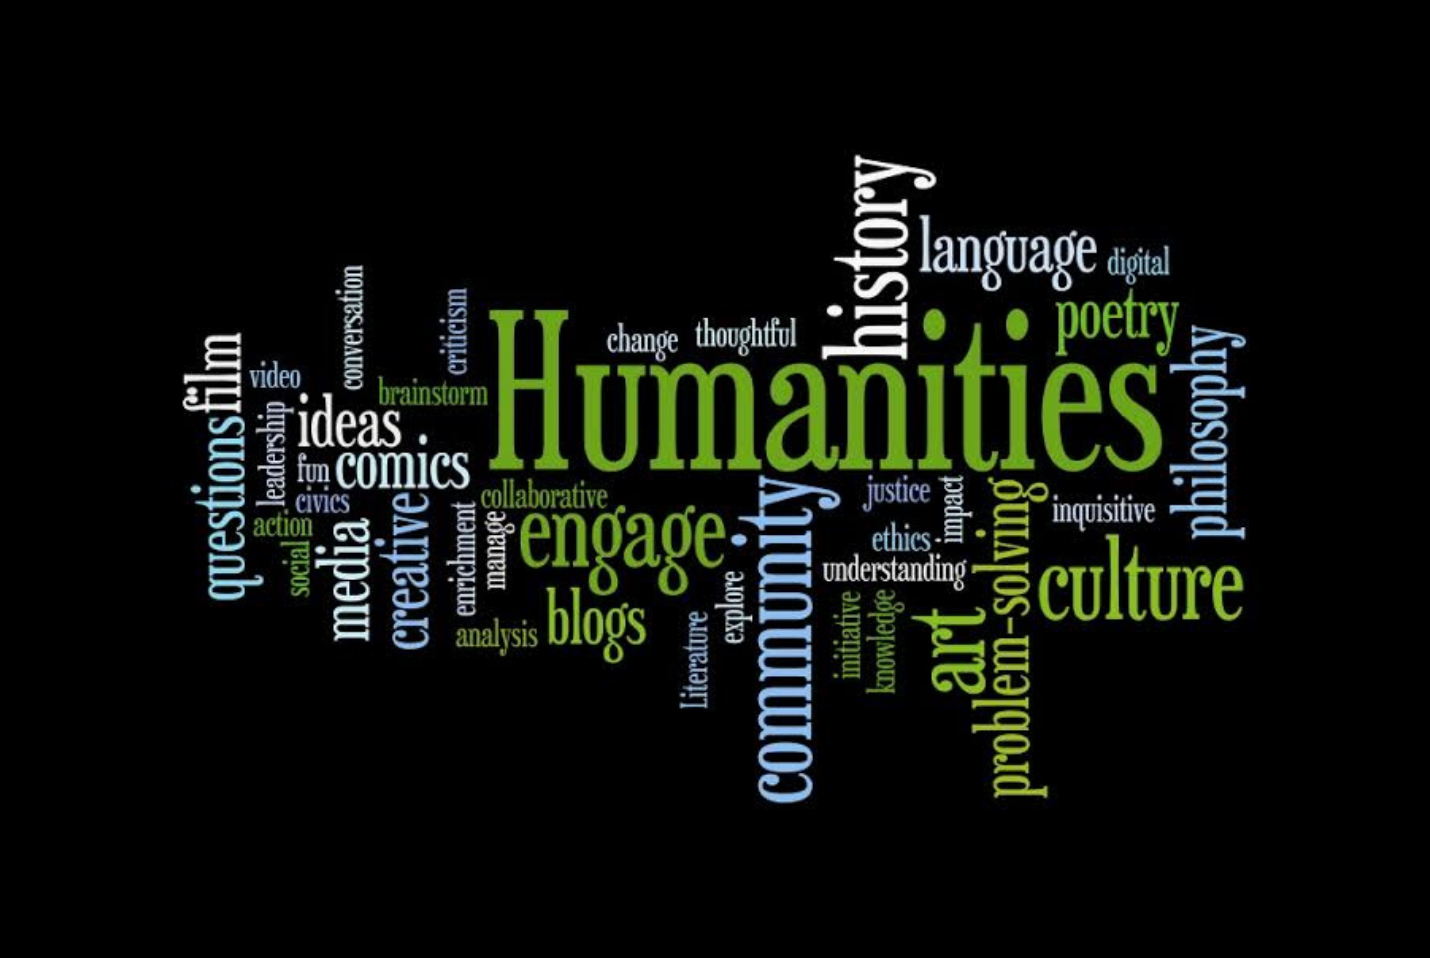 history
language
digital
conversation
criticism
poetry
change
thoughtful
Humanities
film
video
philosophy
brainstorm
ideas
leadership
comics
fun
questions
civics
creative
collaborative
justice
impact
inquisitive
action
social
media
enrichment
manage
engage
community
ethics
problem-solving
understanding
culture
analysis
blogs
explore
Literature
initiative
knowledge
art